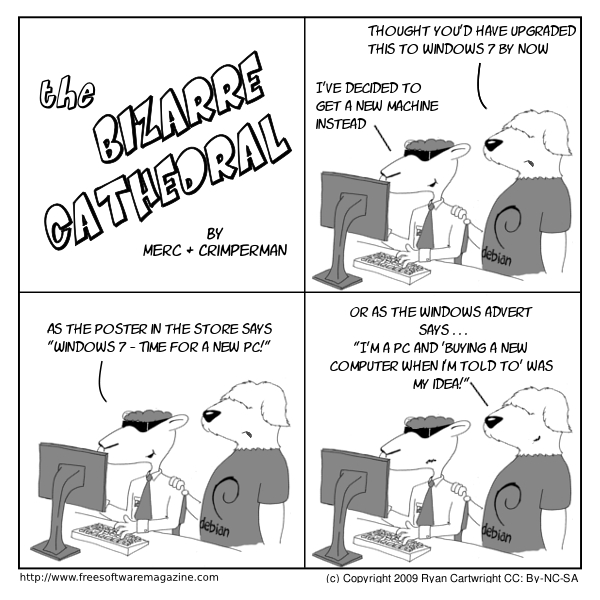 the
BIZARRE
CATHEDRAL
BY
MERC + CRIMPERMAN
THOUGHT YOU'D HAVE UPGRADED
THIS TO WINDOWS 7 BY NOW
I'VE DECIDED TO
GET A NEW MACHINE
INSTEAD
debian
AS THE POSTER IN THE STORE SAYS
"WINDOWS 7 - TIME FOR A NEW PC!"
debian
OR AS THE WINDOWS ADVERT
SAYS . . .
"I'M A PC AND 'BUYING A NEW
COMPUTER WHEN I'M TOLD TO' WAS
MY IDEA!"
debian
http://www.freesoftwaremagazine.com
(c) Copyright 2009 Ryan Cartwright CC: By-NC-SA